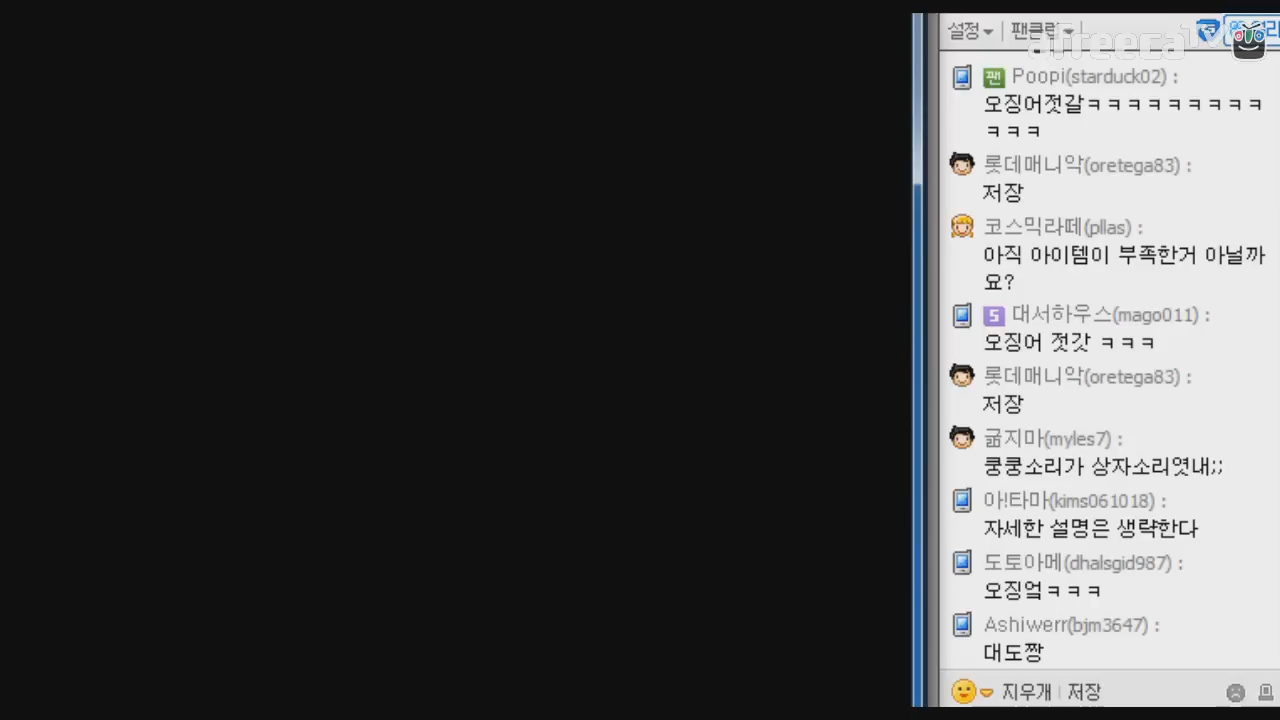 설정 팬클럽
afreecaTV
팬 Poopi(starduck02) :
오징어젓갈ㅋㅋㅋㅋㅋㅋㅋㅋㅋ
ㅋㅋㅋ
롯데매니악(oretega83) :
저장
코스믹라떼(pllas) :
아직 아이템이 부족한거 아닐까
요?
S 대서하우스(mago011) :
오징어 젓갓 ㅋㅋㅋ
롯데매니악(oretega83) :
저장
굶지마(myles7) :
쿵쿵소리가 상자소리엿내;;
아!타마(kims061018) :
자세한 설명은 생략한다
도토아메(dhalsgid987) :
오징엌ㅋㅋㅋ
Ashiwerr(bjm3647) :
대도짱
지우개 저장